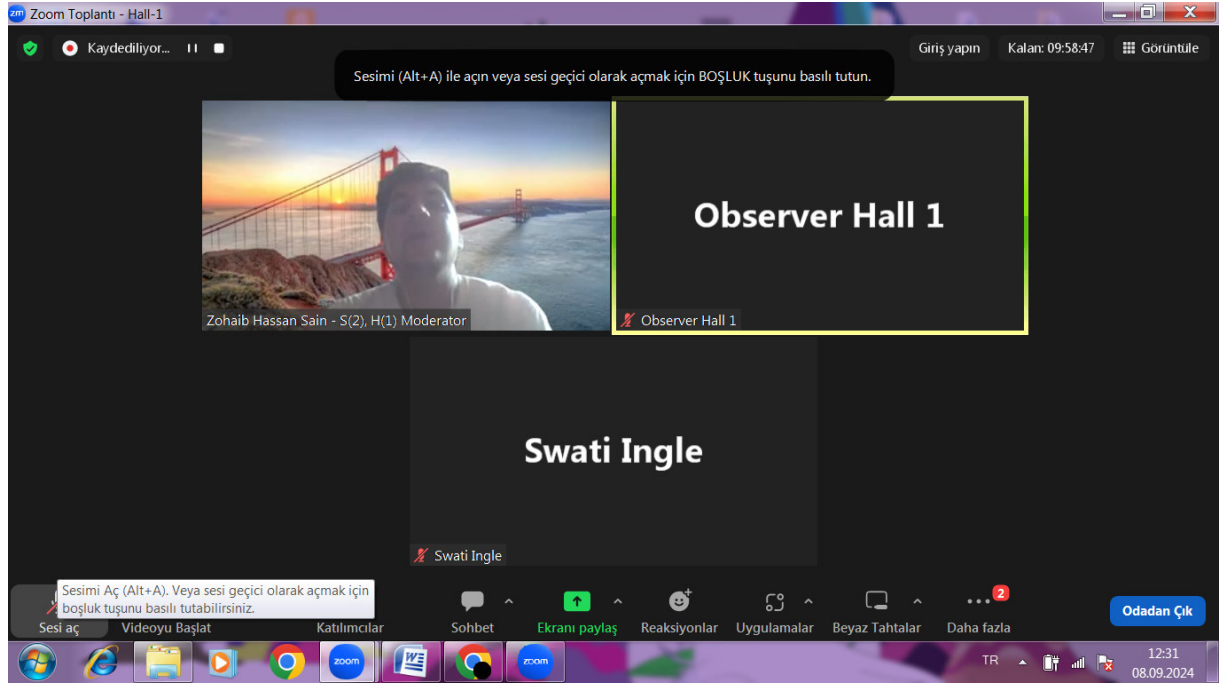 Zoom Toplantı - Hall-1
Kaydediliyor...
Giriş yapın
Kalan: 09:58:47
Görüntüle
Sesimi (Alt+A) ile açın veya sesi geçici olarak açmak için BOŞLUK tuşunu basılı tutun.
Observer Hall 1
Zohaib Hassan Sain - S(2), H(1) Moderator
Observer Hall 1
Swati Ingle
Swati Ingle
Sesimi Aç (Alt+A). Veya sesi geçici olarak açmak için
boşluk tuşunu basılı tutabilirsiniz.
2
Sesi aç
Videoyu Başlat
Katılımcılar
Sohbet
Ekranı paylaş
Reaksiyonlar
Uygulamalar
Beyaz Tahtalar
Daha fazla
Odadan Çık
zoom
zoom
TR
12:31
08.09.2024